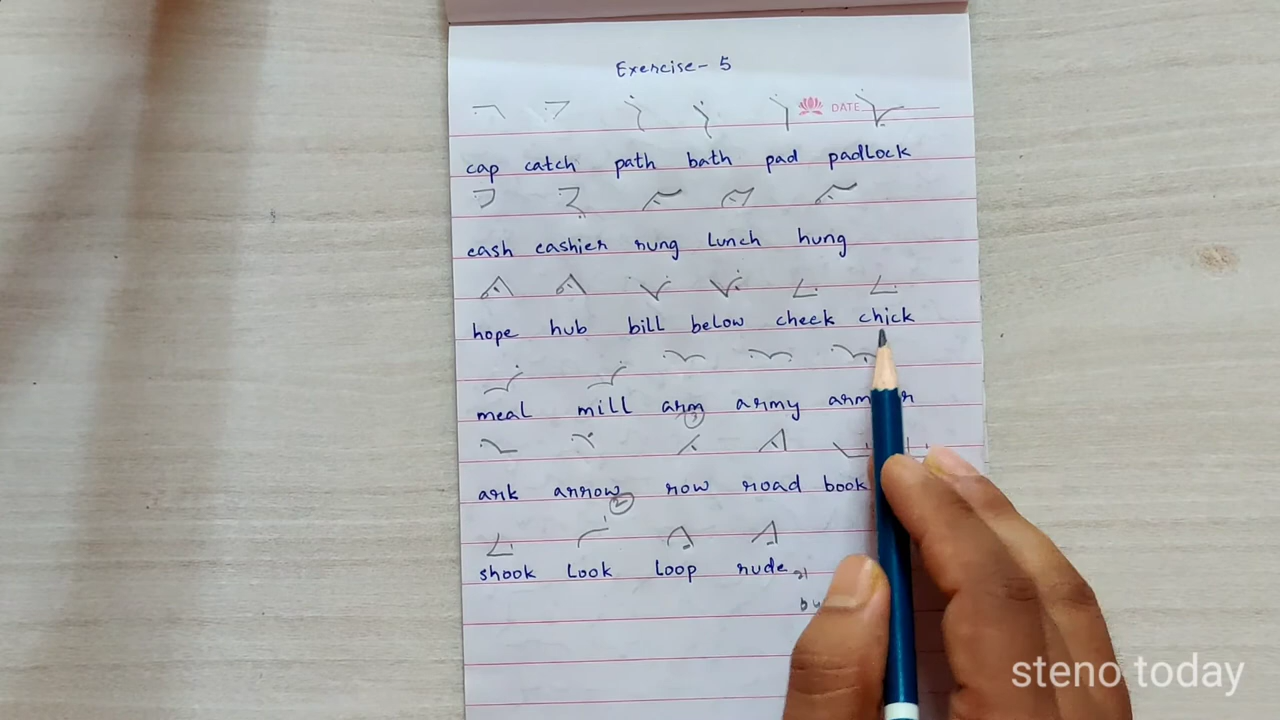 Exercise- 5
DATE
cap catch path bath pad padlock
cash cashier rung lunch hung
hope hub bill below cheek chick
meal mill arm army
ark arrow row road book
2
shook look loop rude
steno today